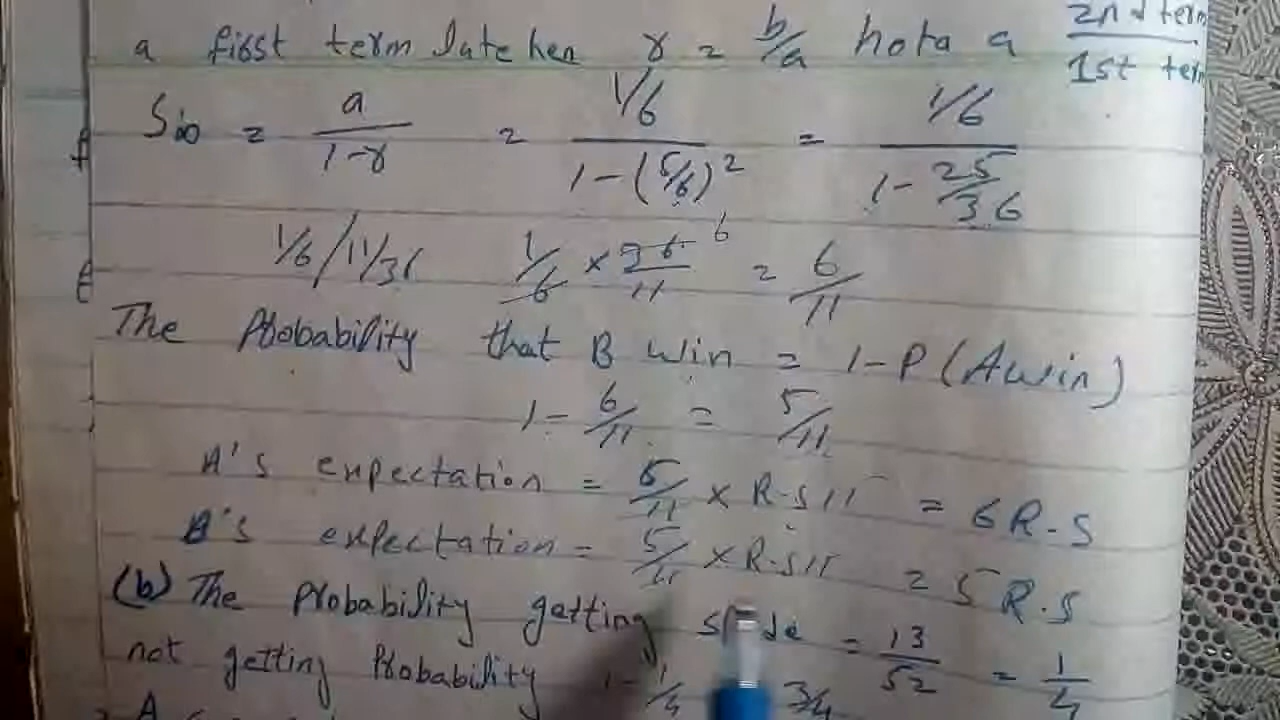 a first term latehen r = b/a hota a 2nd term / 1st term
S∞ = a/1-r = 1/6 / 1-(5/6)² = 1/6 / 1-25/36
1/6/11/36 1/6 × 36/11 6 = 6/11
The Probability that B win = 1-P(A win)
1-6/11 = 5/11
A's expectation = 6/11 × R.s 11 = 6 R.S
B's expectation = 5/11 × R.s 11 = 5 R.S
(b) The Probability getting = 13/52 = 1/4
not getting Probability 1-1/4 3/4
A